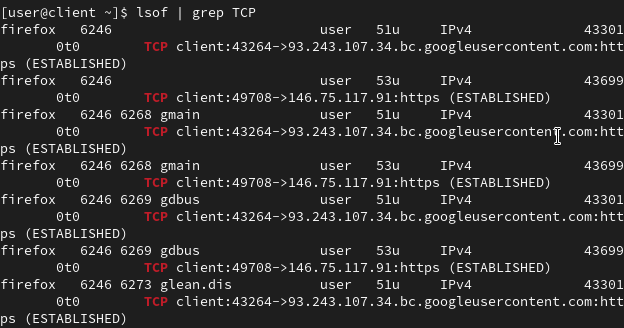 [user@client ~]$ lsof | grep TCP
firefox   6246                         user   51u     IPv4              43301
       0t0        TCP client:43264->93.243.107.34.bc.googleusercontent.com:htt
ps (ESTABLISHED)
firefox   6246                         user   53u     IPv4              43699
       0t0        TCP client:49708->146.75.117.91:https (ESTABLISHED)
firefox   6246 6268 gmain              user   51u     IPv4              43301
       0t0        TCP client:43264->93.243.107.34.bc.googleusercontent.com:htt
ps (ESTABLISHED)
firefox   6246 6268 gmain              user   53u     IPv4              43699
       0t0        TCP client:49708->146.75.117.91:https (ESTABLISHED)
firefox   6246 6269 gdbus              user   51u     IPv4              43301
       0t0        TCP client:43264->93.243.107.34.bc.googleusercontent.com:htt
ps (ESTABLISHED)
firefox   6246 6269 gdbus              user   53u     IPv4              43699
       0t0        TCP client:49708->146.75.117.91:https (ESTABLISHED)
firefox   6246 6273 glean.dis          user   51u     IPv4              43301
       0t0        TCP client:43264->93.243.107.34.bc.googleusercontent.com:htt
ps (ESTABLISHED)